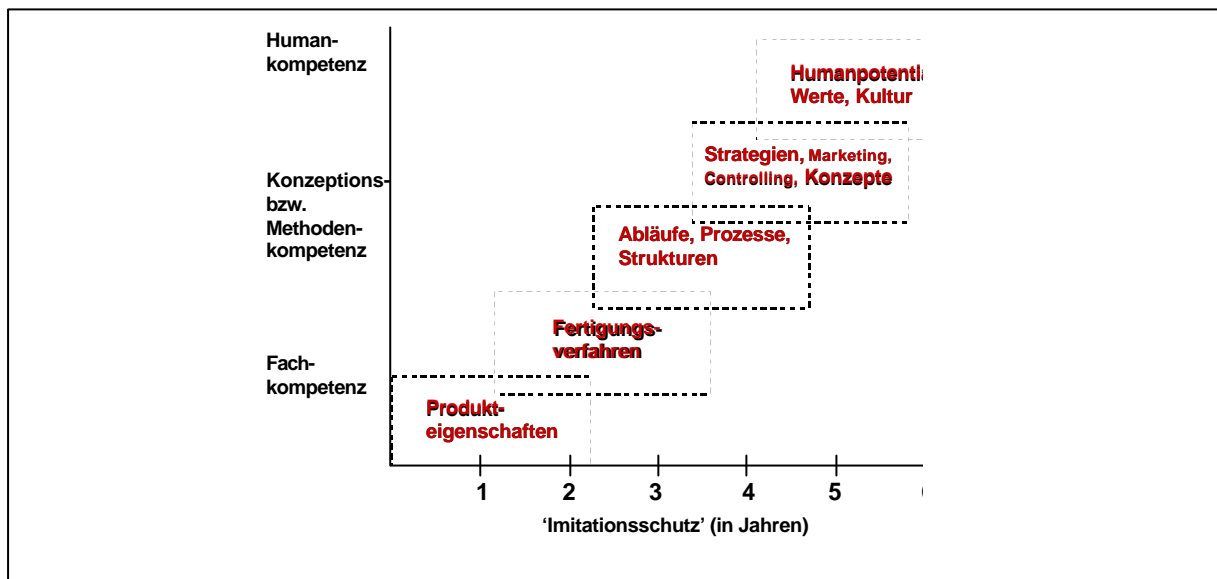 Human-
kompetenz
Humanpotentia
Werte, Kultur
Strategien, Marketing,
Controlling, Konzepte
Konzeptions-
bzw.
Methoden-
kompetenz
Abläufe, Prozesse,
Strukturen
Fertigungs-
verfahren
Fach-
kompetenz
Produkt-
eigenschaften
1 2 3 4 5
‘Imitationsschutz’ (in Jahren)